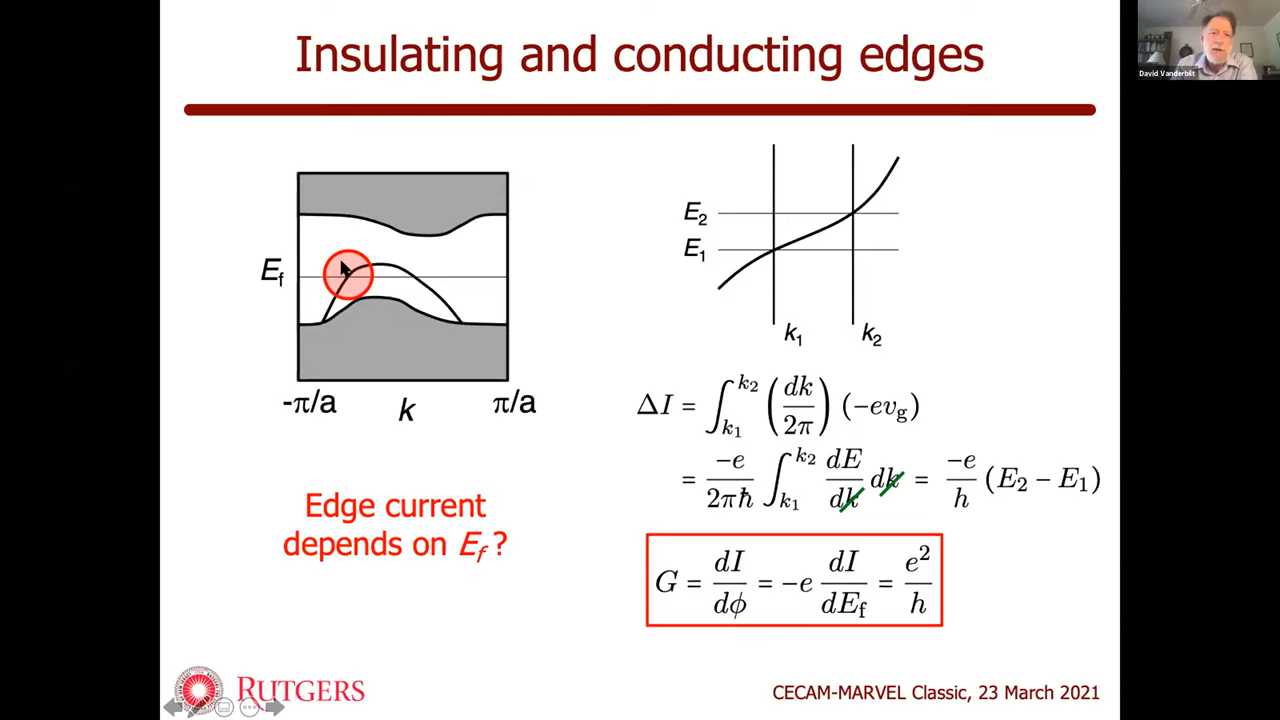 Insulating and conducting edges
David Vanderbilt
E_f
-π/a
k
π/a
E_2
E_1
k_1
k_2
ΔI = ∫_{k_1}^{k_2} (dk/2π) (-ev_g)
= -e/2πħ ∫_{k_1}^{k_2} dE/dk dk = -e/h (E_2 - E_1)
Edge current
depends on E_f ?
G = dI/dϕ = -e dI/dE_f = e^2/h
RUTGERS
CECAM-MARVEL Classic, 23 March 2021